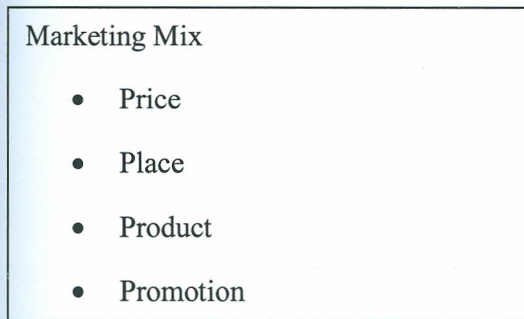 Marketing Mix
• Price
• Place
• Product
• Promotion